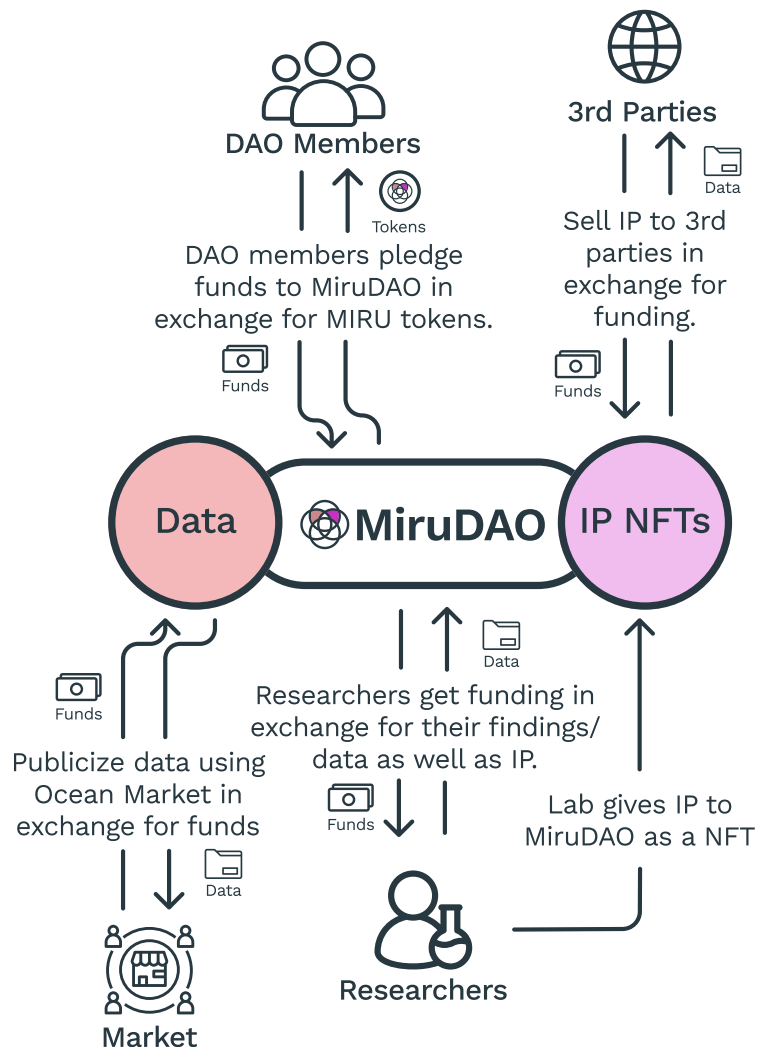 DAO Members
3rd Parties
Tokens
Data
DAO members pledge
funds to MiruDAO in
exchange for MIRU tokens.
Sell IP to 3rd
parties in
exchange for
funding.
Funds
Funds
Data
MiruDAO
IP NFTs
Funds
Data
Researchers get funding in
exchange for their findings/
data as well as IP.
Publicize data using
Ocean Market in
exchange for funds
Funds
Lab gives IP to
MiruDAO as a NFT
Data
Researchers
Market